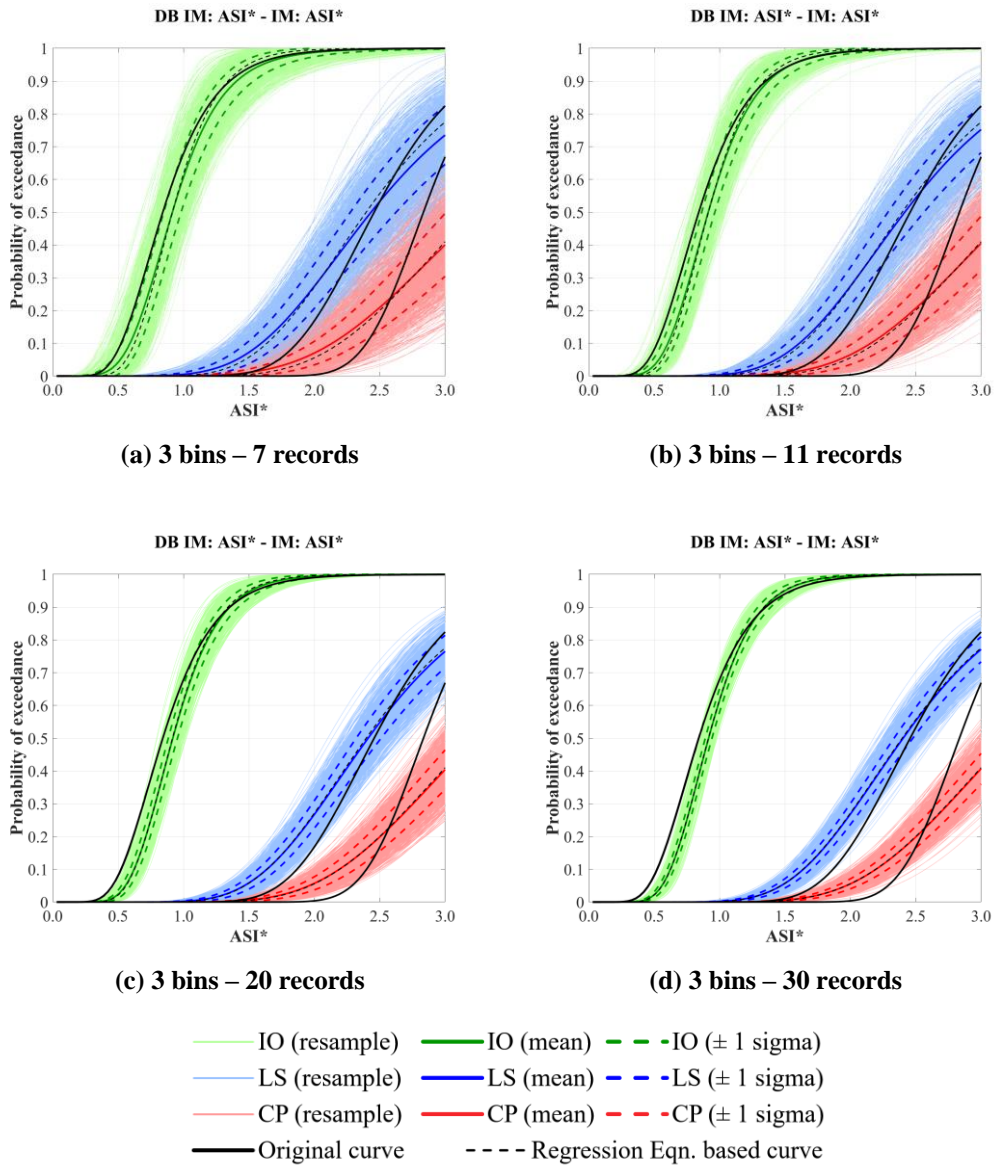 DB IM: ASI* - IM: ASI*
Probability of exceedance
1
0.9
0.8
0.7
0.6
0.5
0.4
0.3
0.2
0.1
0
0.0 0.5 1.0 1.5 2.0 2.5 3.0
ASI*
(a) 3 bins – 7 records
DB IM: ASI* - IM: ASI*
Probability of exceedance
1
0.9
0.8
0.7
0.6
0.5
0.4
0.3
0.2
0.1
0
0.0 0.5 1.0 1.5 2.0 2.5 3.0
ASI*
(b) 3 bins – 11 records
DB IM: ASI* - IM: ASI*
Probability of exceedance
1
0.9
0.8
0.7
0.6
0.5
0.4
0.3
0.2
0.1
0
0.0 0.5 1.0 1.5 2.0 2.5 3.0
ASI*
(c) 3 bins – 20 records
DB IM: ASI* - IM: ASI*
Probability of exceedance
1
0.9
0.8
0.7
0.6
0.5
0.4
0.3
0.2
0.1
0
0.0 0.5 1.0 1.5 2.0 2.5 3.0
ASI*
(d) 3 bins – 30 records
IO (resample) IO (mean) IO (± 1 sigma)
LS (resample) LS (mean) LS (± 1 sigma)
CP (resample) CP (mean) CP (± 1 sigma)
Original curve Regression Eqn. based curve